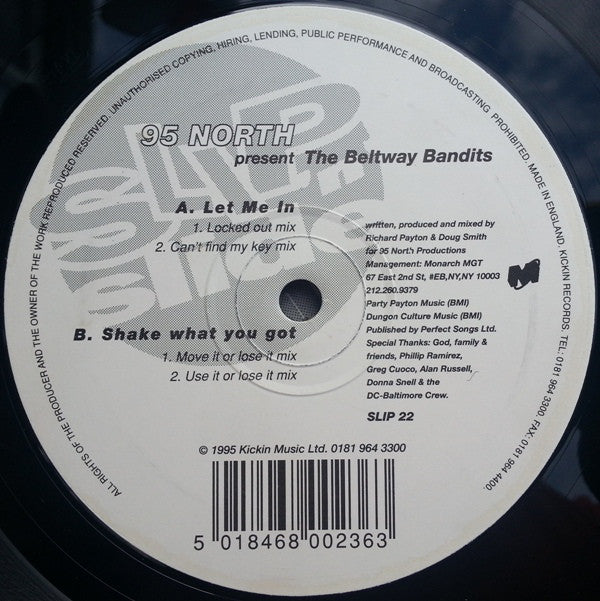 ALL RIGHTS OF THE PRODUCER AND THE OWNER OF THE WORK REPRODUCED RESERVED. UNAUTHORISED COPYING, HIRING, LENDING, PUBLIC PERFORMANCE AND BROADCASTING PROHIBITED. MADE IN ENGLAND. KICKIN RECORDS. TEL: 0181 964 3300. FAX: 0181 964 4400.
SLIP
'n'
slide
95 NORTH
present The Beltway Bandits
A. Let Me In
1. Locked out mix
2. Can't find my key mix
B. Shake what you got
1. Move it or lose it mix
2. Use it or lose it mix
written, produced and mixed by
Richard Payton & Doug Smith
for 95 North Productions
Management: Monarch MGT
67 East 2nd St, #EB,NY,NY 10003
212.260.9379
Party Payton Music (BMI)
Dungon Culture Music (BMI)
Published by Perfect Songs Ltd.
Special Thanks: God, family &
friends, Phillip Ramirez,
Greg Cuoco, Alan Russell,
Donna Snell & the
DC-Baltimore Crew.
SLIP 22
M
© 1995 Kickin Music Ltd. 0181 964 3300
5 018468 002363